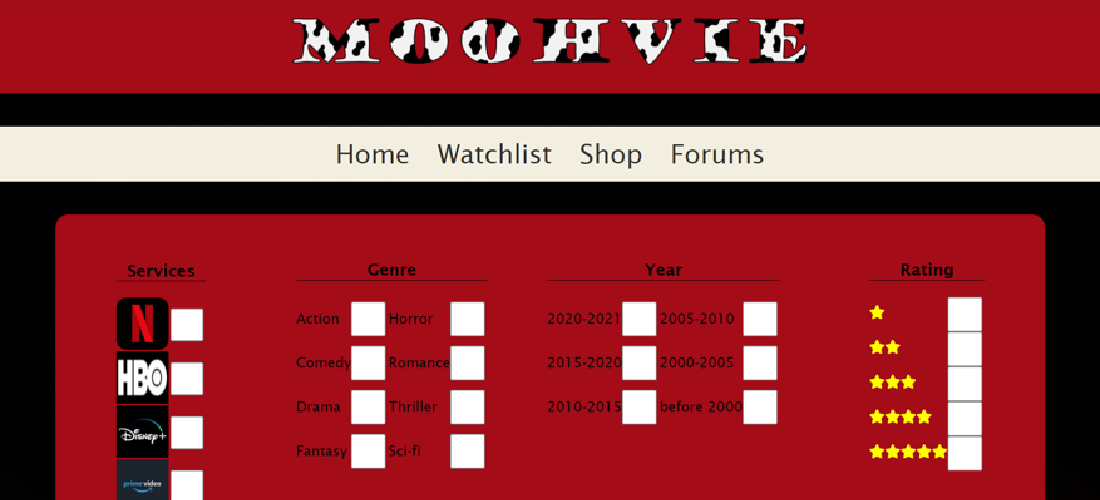 MOOHVIE
Home Watchlist Shop Forums
Services Genre Year Rating
N
HBO
Disney+
prime video
Action Horror
Comedy Romance
Drama Thriller
Fantasy Sci-fi
2020-2021 2005-2010
2015-2020 2000-2005
2010-2015 before 2000